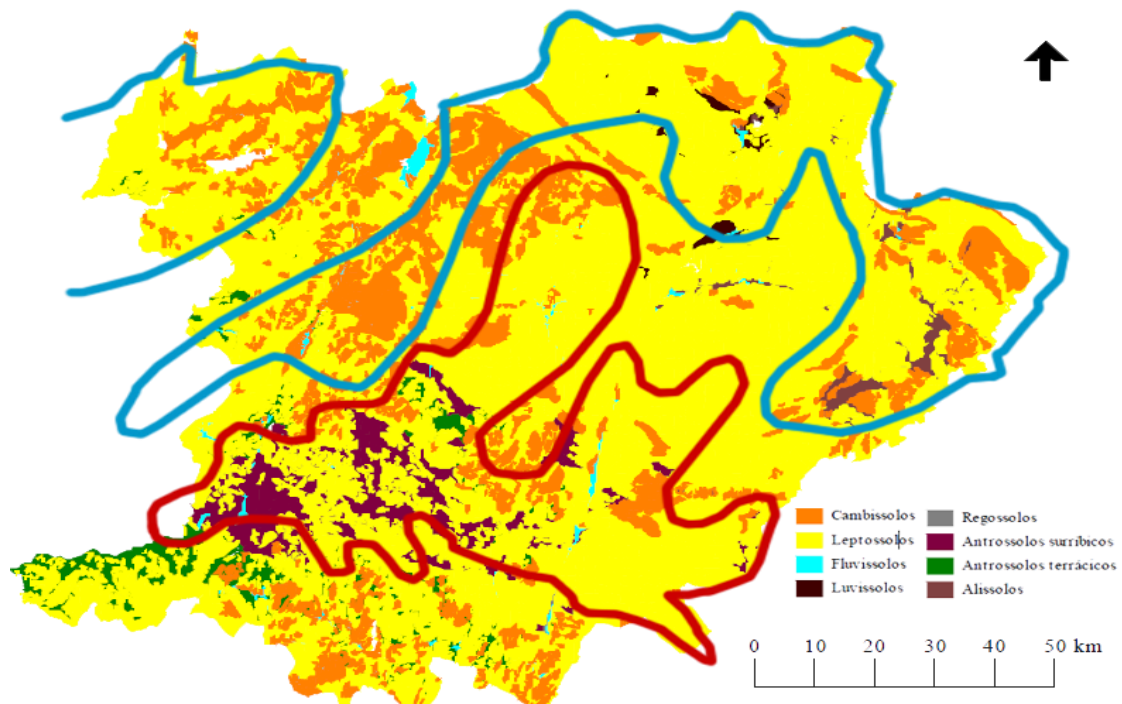 Cambissolos
Leptossolos
Fluvissolos
Luvissolos
Regossolos
Antrossolos surríbicos
Antrossolos terrácicos
Alissolos
0 10 20 30 40 50 km